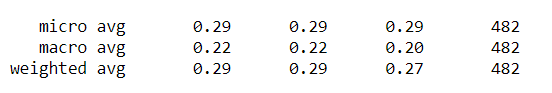 micro avg 0.29 0.29 0.29 482
macro avg 0.22 0.22 0.20 482
weighted avg 0.29 0.29 0.27 482